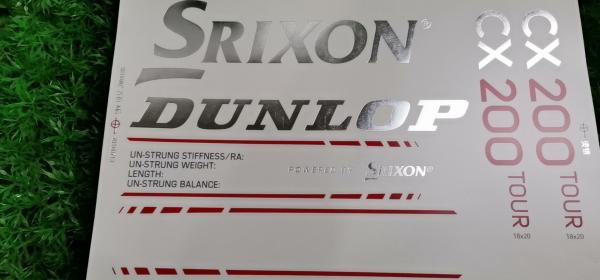 SRIXON®
DUNLOP
UN-STRUNG STIFFNESS/RA:
UN-STRUNG WEIGHT:
LENGTH:
UN-STRUNG BALANCE:
POWERED BY SRIXON®
CX 200 TOUR
18x20
CX 200 TOUR
18x20